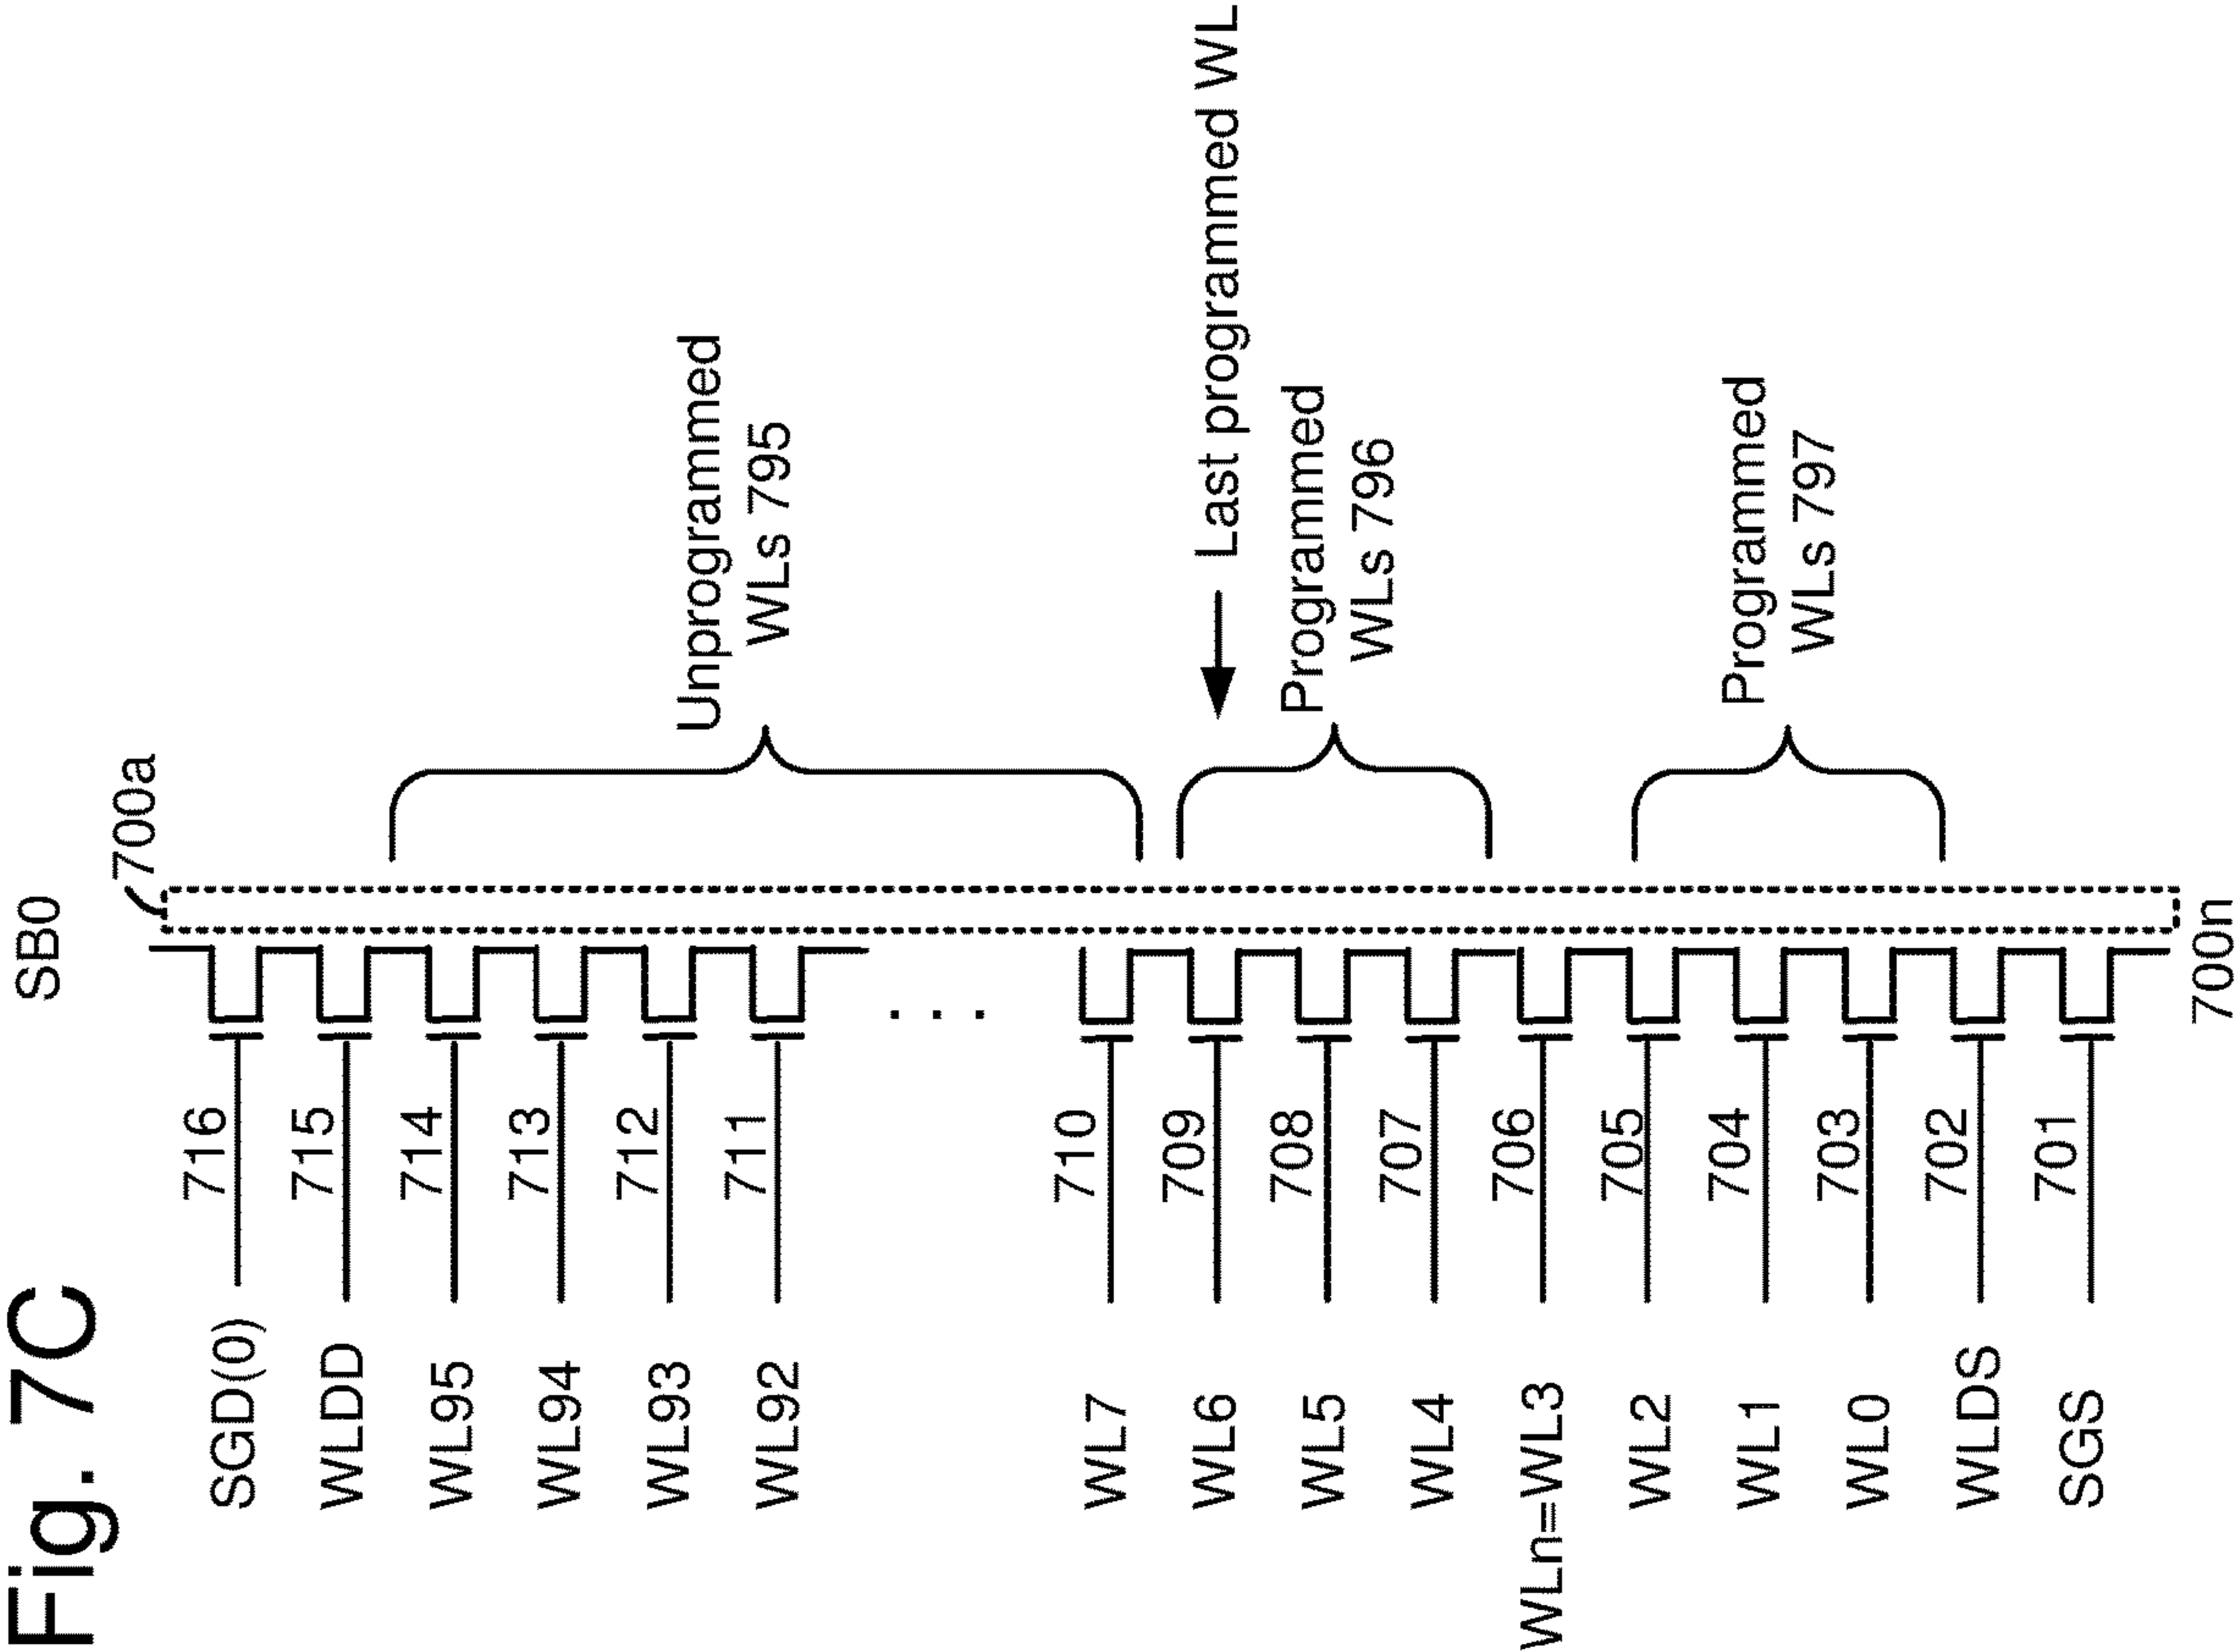 Fig. 7C
SB0
700a
SGD(0)
716
WLDD
715
WL95
714
WL94
713
WL93
712
WL92
711
Unprogrammed
WLs 795
. . .
WL7
710
WL6
709
Last programmed WL
WL5
708
WL4
707
Programmed
WLs 796
WLn=WL3
706
WL2
705
WL1
704
WL0
703
Programmed
WLs 797
WLDS
702
SGS
701
700n